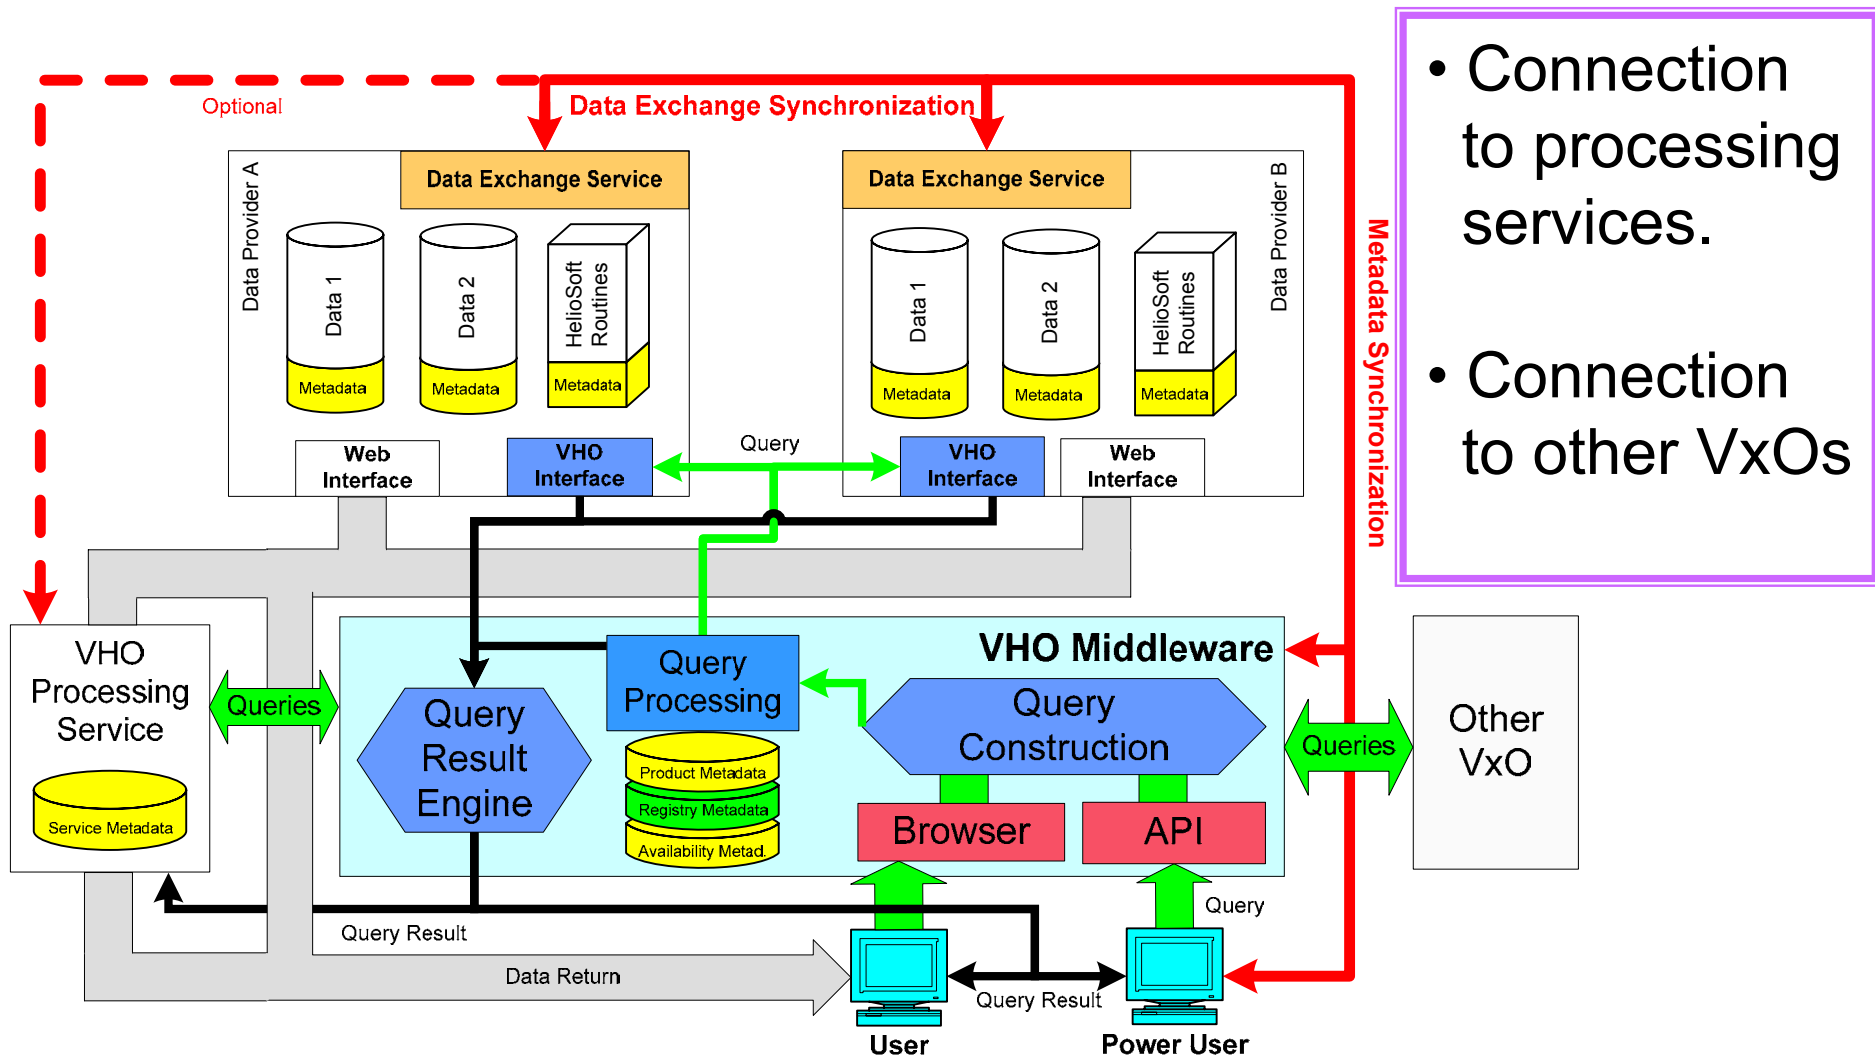 Optional
Data Exchange Synchronization
Data Provider A
Data Exchange Service
Data 1
Metadata
Data 2
Metadata
HelioSoft
Routines
Metadata
Web
Interface
VHO
Interface
Query
Data Exchange Service
Data Provider B
Data 1
Metadata
Data 2
Metadata
HelioSoft
Routines
Metadata
VHO
Interface
Web
Interface
Metadata Synchronization
• Connection
to processing
services.
• Connection
to other VxOs
VHO
Processing
Service
Service Metadata
Queries
VHO Middleware
Query
Result
Engine
Query
Processing
Product Metadata
Registry Metadata
Availability Metad.
Query
Construction
Browser
API
Queries
Other
VxO
Query Result
Data Return
Query
Query Result
User
Power User